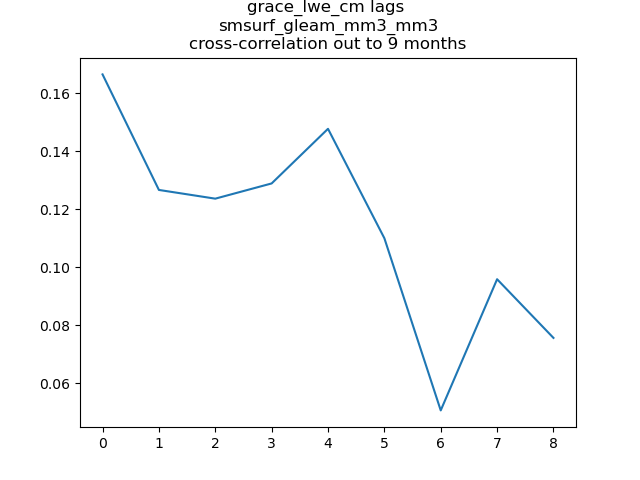 grace_lwe_cm lags
smsurf_gleam_mm3_mm3
cross-correlation out to 9 months
0.16
0.14
0.12
0.10
0.08
0.06
0 1 2 3 4 5 6 7 8